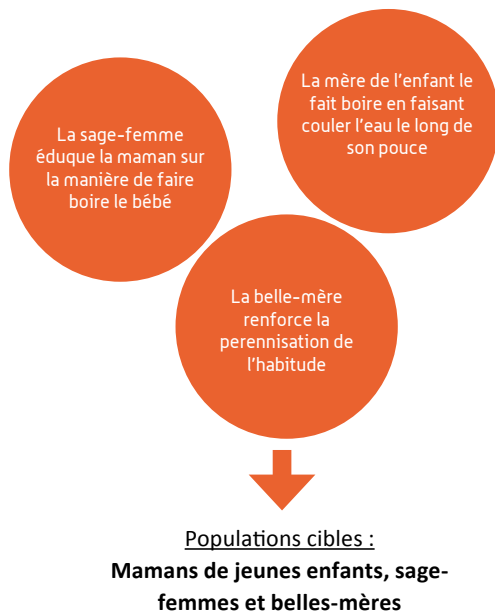 La mère de l'enfant le
fait boire en faisant
couler l'eau le long de
son pouce
La sage-femme
éduque la maman sur
la manière de faire
boire le bébé
La belle-mère
renforce la
perennisation de
l'habitude
Populations cibles :
Mamans de jeunes enfants, sage-
femmes et belles-mères